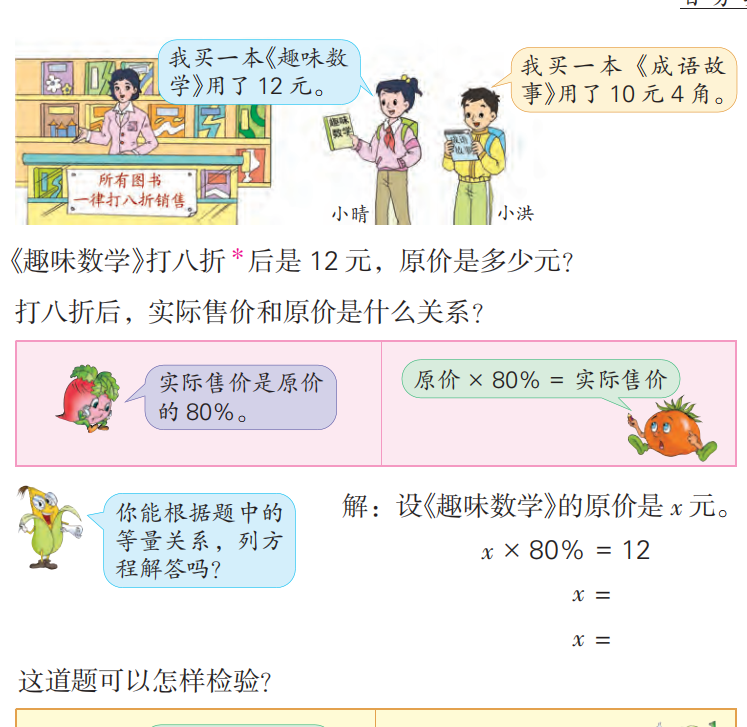 我买一本《趣味数
学》用了 12 元。
我买一本《成语故
事》用了 10 元 4 角。
趣味
数学
成语
故事
所有图书
一律打八折销售
小晴
小洪
《趣味数学》打八折*后是 12 元，原价是多少元？
打八折后，实际售价和原价是什么关系？
实际售价是原价
的 80%。
原价 × 80% = 实际售价
你能根据题中的
等量关系，列方
程解答吗？
解：设《趣味数学》的原价是 x 元。
x × 80% = 12
x =
x =
这道题可以怎样检验？